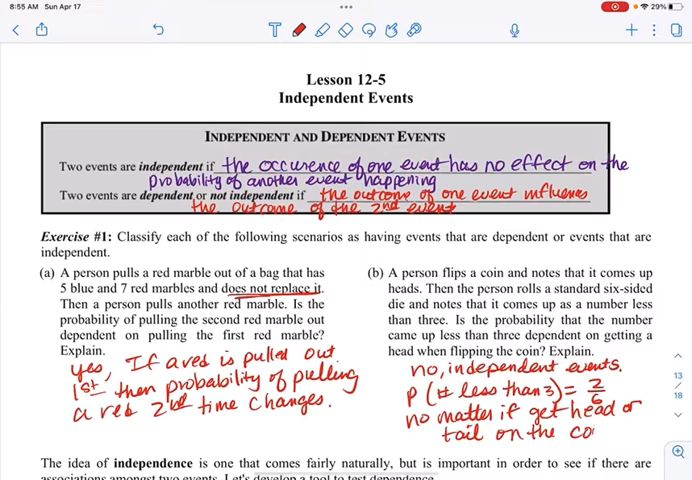 8:55 AM Sun Apr 17
29%
Lesson 12-5
Independent Events
INDEPENDENT AND DEPENDENT EVENTS
Two events are independent if the occurence of one event has no effect on the
probability of another event happening
Two events are dependent or not independent if the outcome of one event influences
the outcome of the 2nd event
Exercise #1: Classify each of the following scenarios as having events that are dependent or events that are
independent.
(a) A person pulls a red marble out of a bag that has
5 blue and 7 red marbles and does not replace it.
Then a person pulls another red marble. Is the
probability of pulling the second red marble out
dependent on pulling the first red marble?
Explain.
yes, If a red is pulled out
1st then probability of pulling
a red 2nd time changes.
(b) A person flips a coin and notes that it comes up
heads. Then the person rolls a standard six-sided
die and notes that it comes up as a number less
than three. Is the probability that the number
came up less than three dependent on getting a
head when flipping the coin? Explain.
no, independent events.
P (# less than 3) = 2/6
no matter if get head or
tail on the co
13
18
The idea of independence is one that comes fairly naturally, but is important in order to see if there are
associations amongst two events. Let's develop a tool to test dependence.